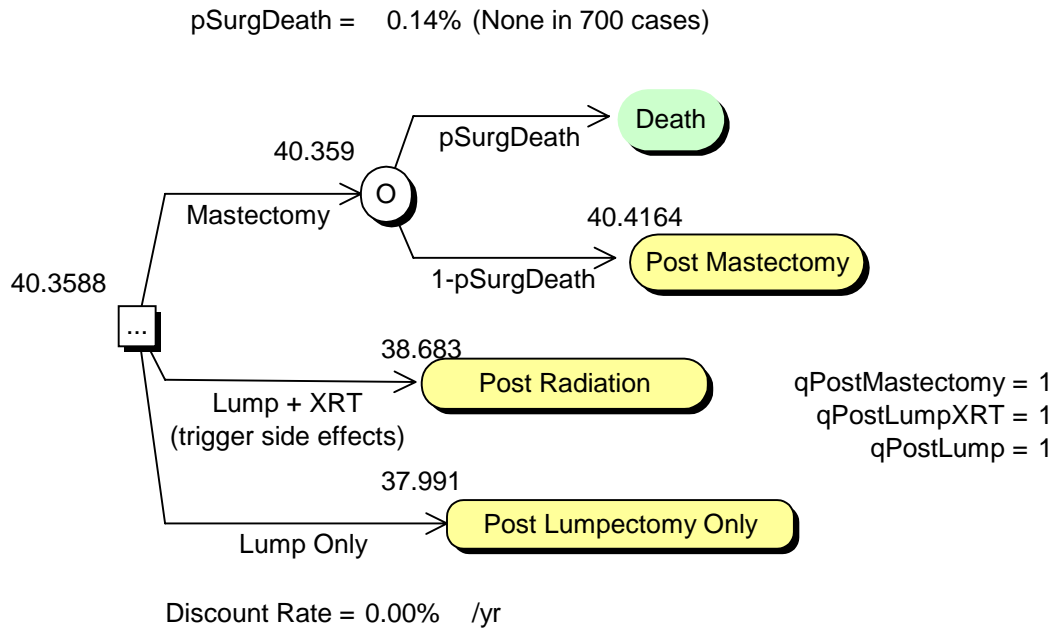 pSurgDeath = 0.14% (None in 700 cases)
Death
pSurgDeath
40.359
O
Mastectomy
40.4164
Post Mastectomy
1-pSurgDeath
40.3588
...
38.683
Post Radiation
Lump + XRT
(trigger side effects)
qPostMastectomy = 1
qPostLumpXRT = 1
qPostLump = 1
37.991
Post Lumpectomy Only
Lump Only
Discount Rate = 0.00% /yr